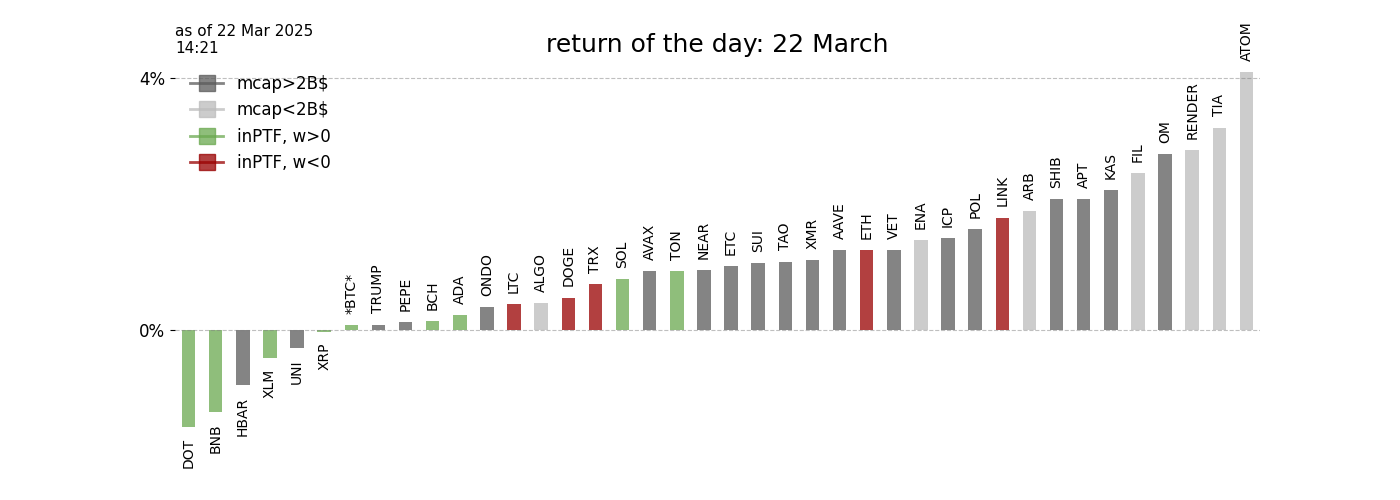 as of 22 Mar 2025
14:21
return of the day: 22 March
4%
0%
mcap>2B$
mcap<2B$
inPTF, w>0
inPTF, w<0
DOT
BNB
HBAR
XLM
UNI
XRP
*BTC*
TRUMP
PEPE
BCH
ADA
ONDO
LTC
ALGO
DOGE
TRX
SOL
AVAX
TON
NEAR
ETC
SUI
TAO
XMR
AAVE
ETH
VET
ENA
ICP
POL
LINK
ARB
SHIB
APT
KAS
FIL
OM
RENDER
TIA
ATOM